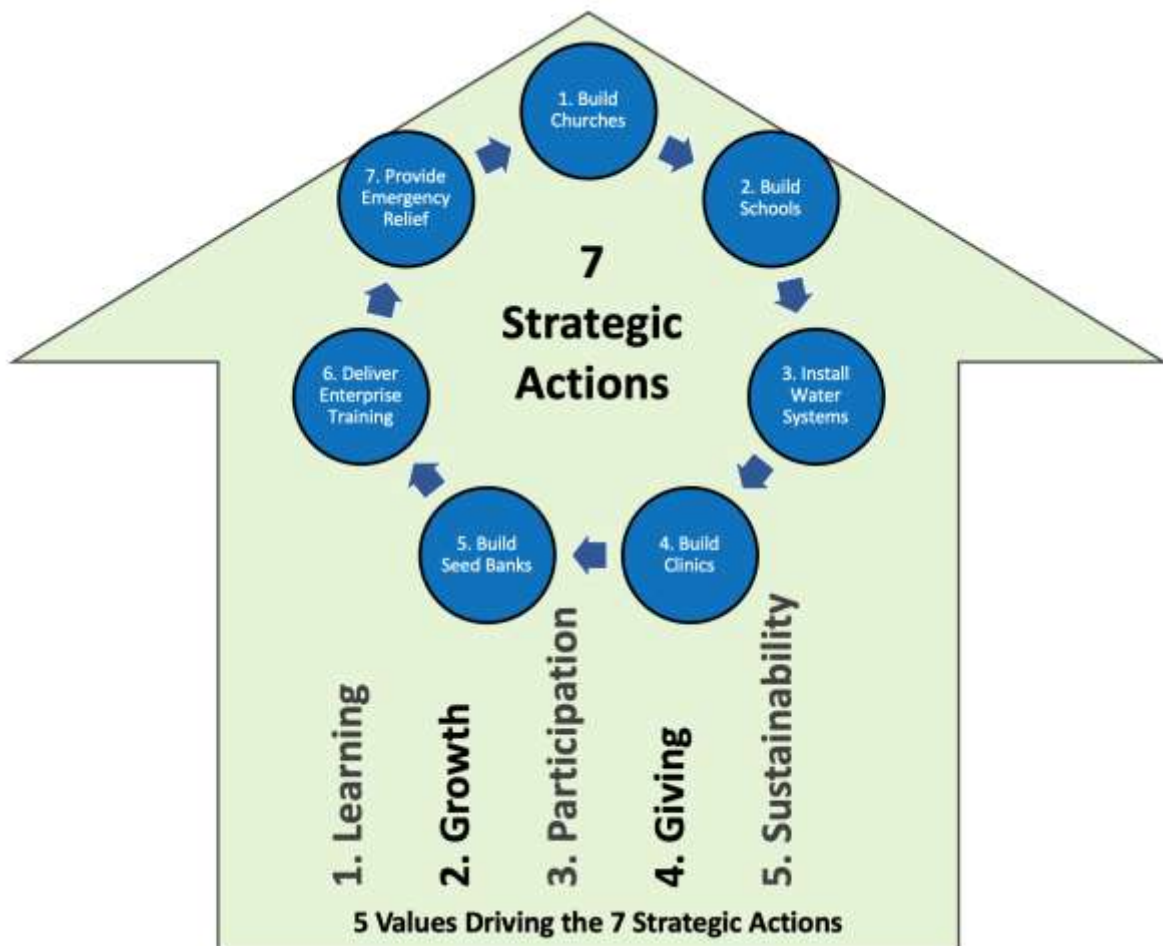 1. Build
Churches
2. Build
Schools
3. Install
Water
Systems
4. Build
Clinics
5. Build
Seed Banks
6. Deliver
Enterprise
Training
7. Provide
Emergency
Relief
7
Strategic
Actions
1. Learning
2. Growth
3. Participation
4. Giving
5. Sustainability
5 Values Driving the 7 Strategic Actions